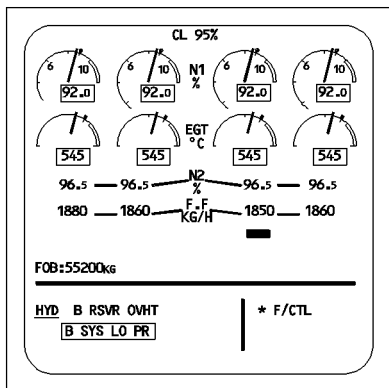 CL 95%
6 10 6 10 N1 6 10 6 10
92.0 92.0 % 92.0 92.0
EGT
°C
545 545 545 545
96.5 96.5 N2 96.5 96.5
%
1880 1860 F.F 1850 1860
KG/H
FOB:55200KG
HYD B RSVR OVHT * F/CTL
B SYS LO PR